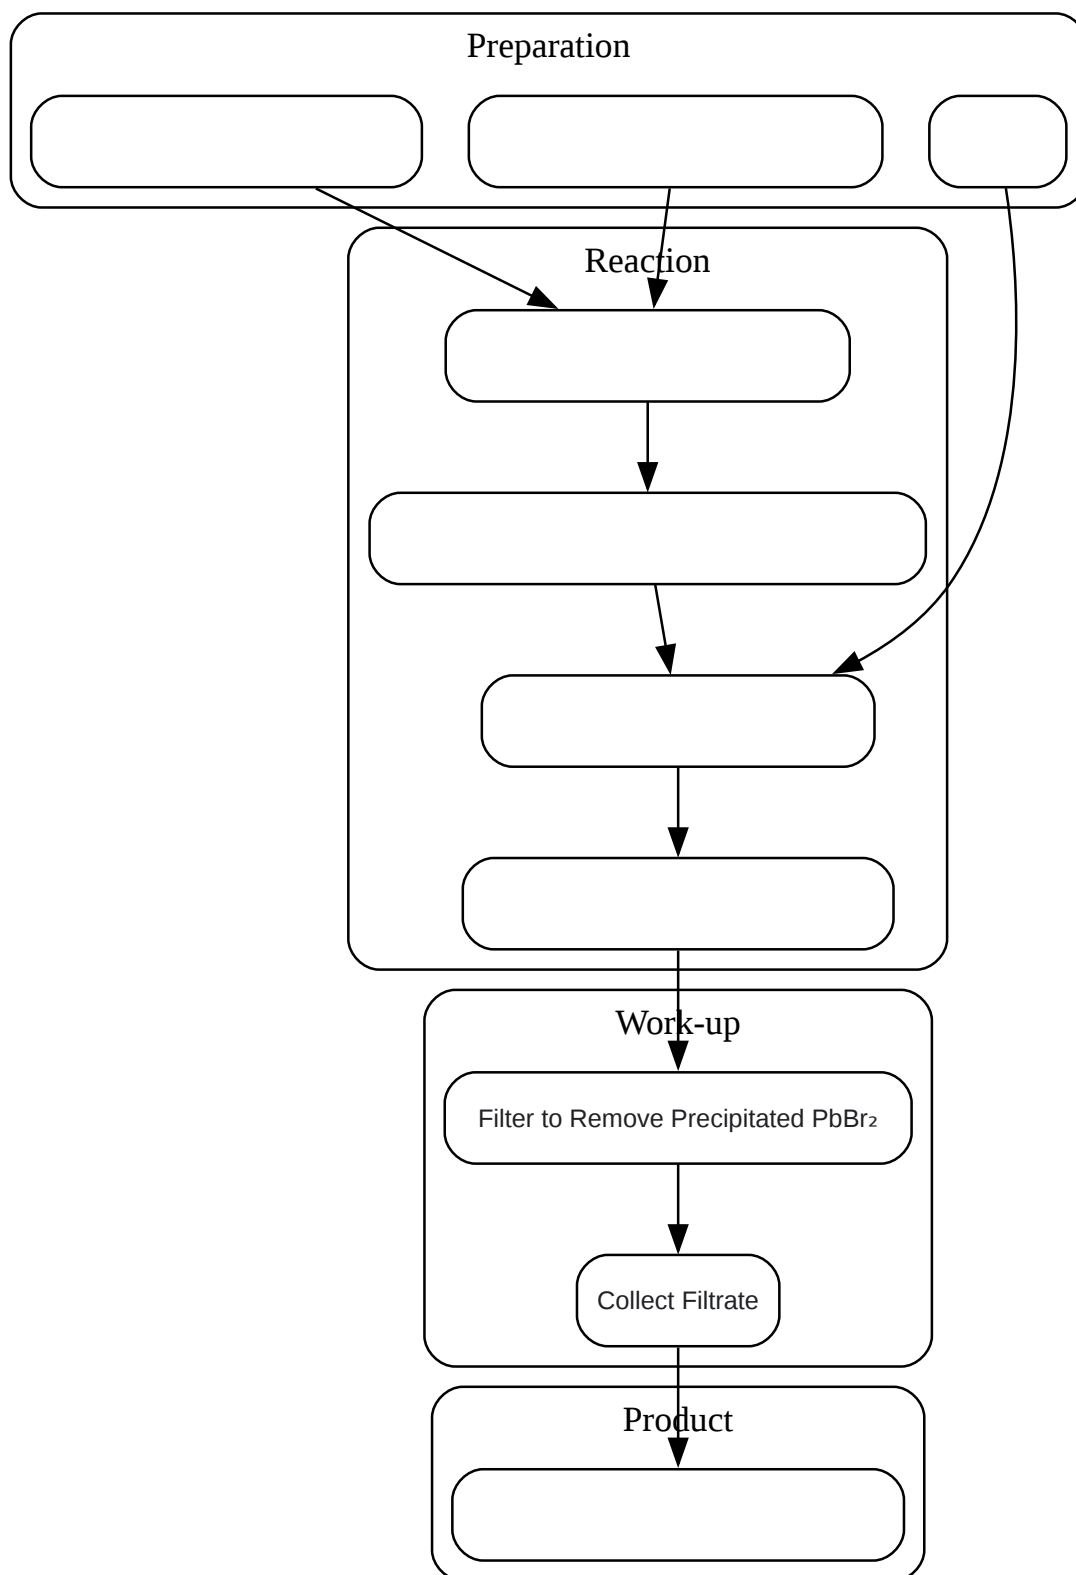 Preparation
Reaction
Work-up
Filter to Remove Precipitated PbBr₂
Collect Filtrate
Product